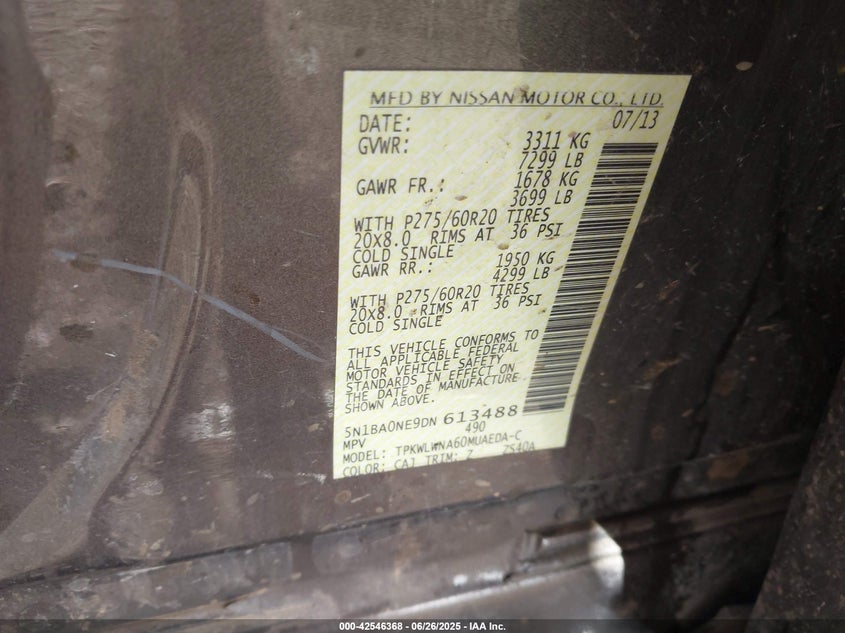 MFD BY NISSAN MOTOR CO., LTD.
DATE: 07/13
GVWR: 3311 KG
7299 LB
GAWR FR.: 1678 KG
3699 LB
WITH P275/60R20 TIRES
20X8.0 RIMS AT 36 PSI
COLD SINGLE
GAWR RR.: 1950 KG
4299 LB
WITH P275/60R20 TIRES
20X8.0 RIMS AT 36 PSI
COLD SINGLE
THIS VEHICLE CONFORMS TO
ALL APPLICABLE FEDERAL
MOTOR VEHICLE SAFETY
STANDARDS IN EFFECT ON
THE DATE OF MANUFACTURE
SHOWN ABOVE.
5N1BA0NE9DN 613488
MPV 490
MODEL: TPKWLWNA60MUAEDA-C
COLOR: CAJ TRIM: Z ZS40A
000-42546368 - 06/26/2025 - IAA Inc.